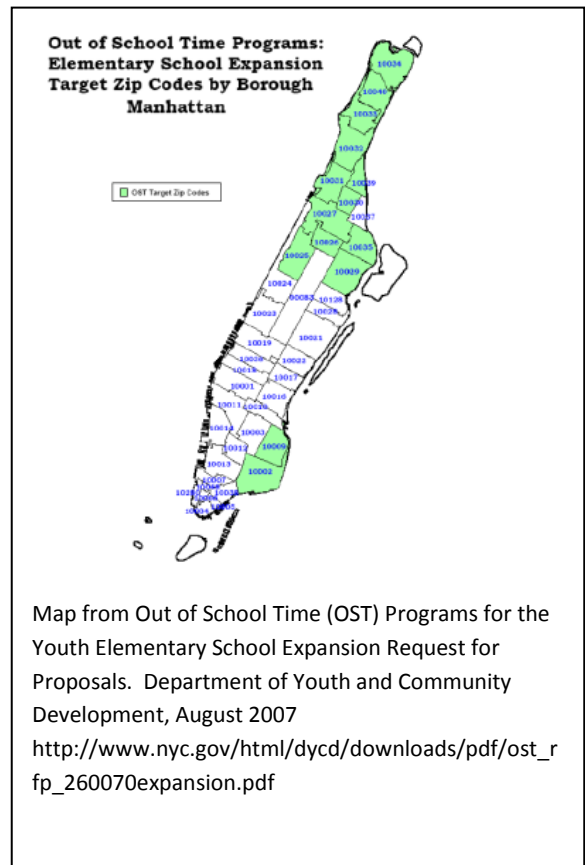 Out of School Time Programs:
Elementary School Expansion
Target Zip Codes by Borough
Manhattan
10034
10040
10033
10032
OST Target Zip Codes
10031
10039
10030
10027
10037
10026
10035
10025
10029
10024
10128
10028
10023
10021
10019
10022
10017
10001
10016
10011
10014
10003
10009
10012
10013
10002
10007
10004
Map from Out of School Time (OST) Programs for the
Youth Elementary School Expansion Request for
Proposals.  Department of Youth and Community
Development, August 2007
http://www.nyc.gov/html/dycd/downloads/pdf/ost_r
fp_260070expansion.pdf